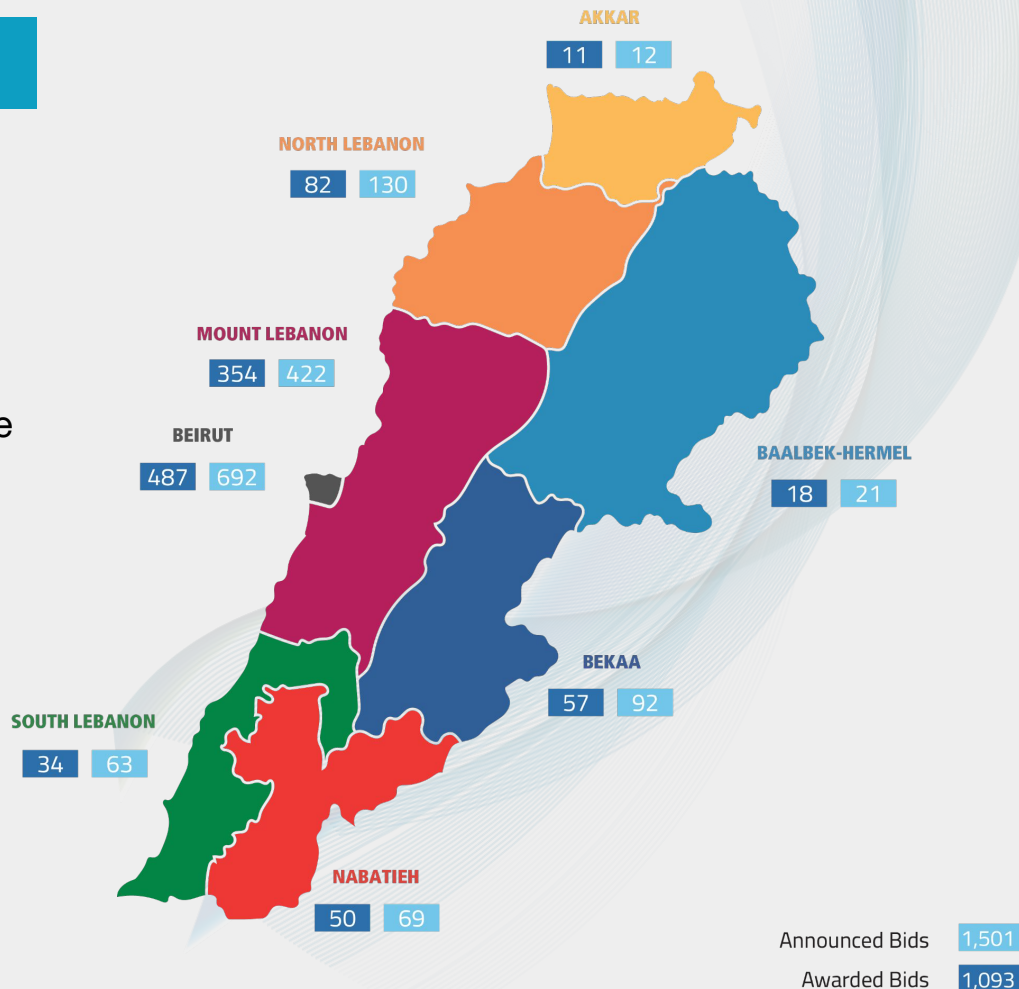 AKKAR
11 12
NORTH LEBANON
82 130
MOUNT LEBANON
354 422
e
BEIRUT
487 692
BAALBEK-HERMEL
18 21
BEKAA
57 92
SOUTH LEBANON
34 63
NABATIEH
50 69
Announced Bids 1,501
Awarded Bids 1,093